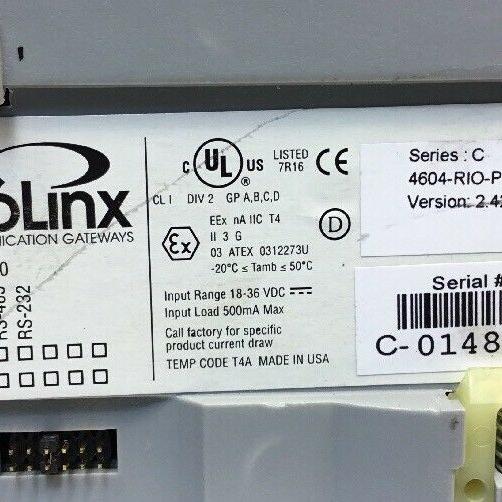 oLinx
ICATION GATEWAYS
0
RS-485
RS-232
C UL US LISTED 7R16 CE
®
CL I DIV 2 GP A,B,C,D
Ex
EEx nA IIC T4
II 3 G
03 ATEX 0312273U
-20°C ≤ Tamb ≤ 50°C
D
Input Range 18-36 VDC
Input Load 500mA Max
Call factory for specific
product current draw
TEMP CODE T4A MADE IN USA
Series : C
4604-RIO-P
Version: 2.4
Serial #
C-0148